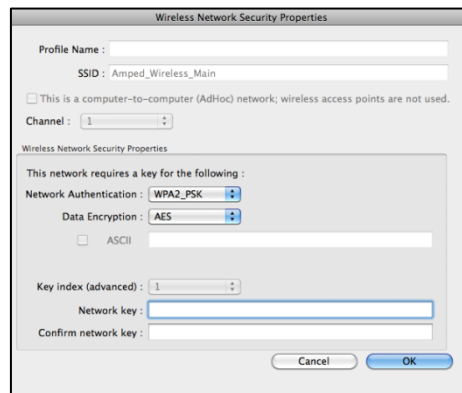 Wireless Network Security Properties
Profile Name :
SSID : Amped_Wireless_Main
This is a computer-to-computer (AdHoc) network; wireless access points are not used.
Channel : 1
Wireless Network Security Properties
This network requires a key for the following :
Network Authentication : WPA2_PSK
Data Encryption : AES
ASCII
Key index (advanced) : 1
Network key :
Confirm network key :
Cancel OK